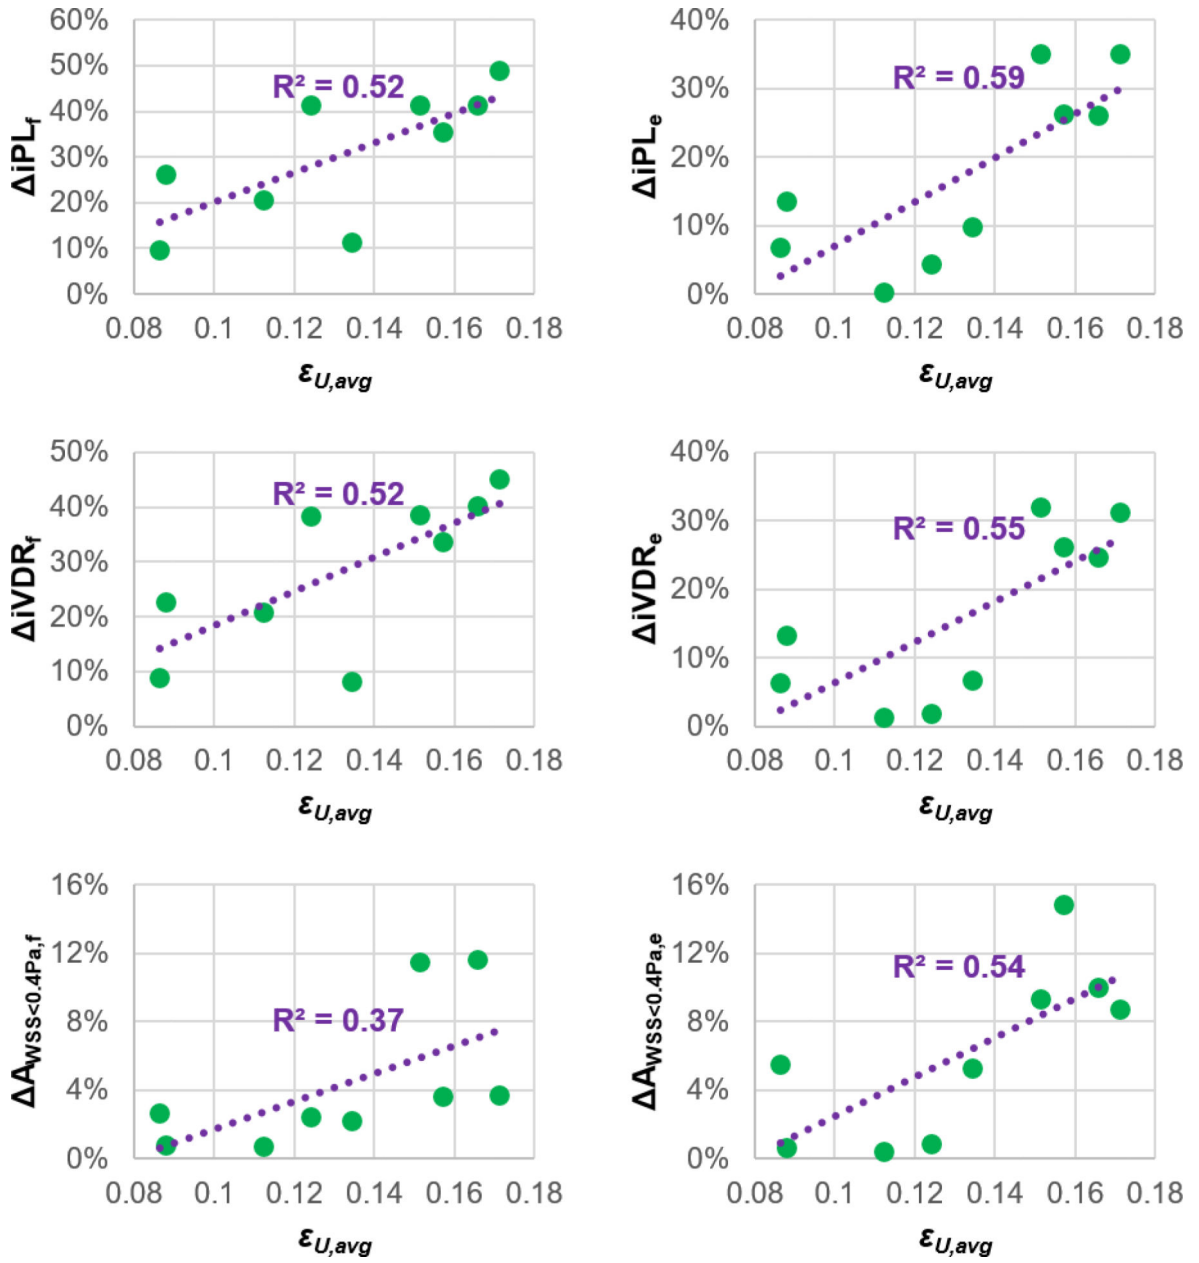 60%
50%
40%
30%
20%
10%
0%
ΔiPLf
R² = 0.52
0.08 0.1 0.12 0.14 0.16 0.18
εU,avg
40%
30%
20%
10%
0%
ΔiPLe
R² = 0.59
0.08 0.1 0.12 0.14 0.16 0.18
εU,avg
50%
40%
30%
20%
10%
0%
ΔiVDRf
R² = 0.52
0.08 0.1 0.12 0.14 0.16 0.18
εU,avg
40%
30%
20%
10%
0%
ΔiVDRe
R² = 0.55
0.08 0.1 0.12 0.14 0.16 0.18
εU,avg
16%
12%
8%
4%
0%
ΔAWSS<0.4Pa,f
R² = 0.37
0.08 0.1 0.12 0.14 0.16 0.18
εU,avg
16%
12%
8%
4%
0%
ΔAWSS<0.4Pa,e
R² = 0.54
0.08 0.1 0.12 0.14 0.16 0.18
εU,avg